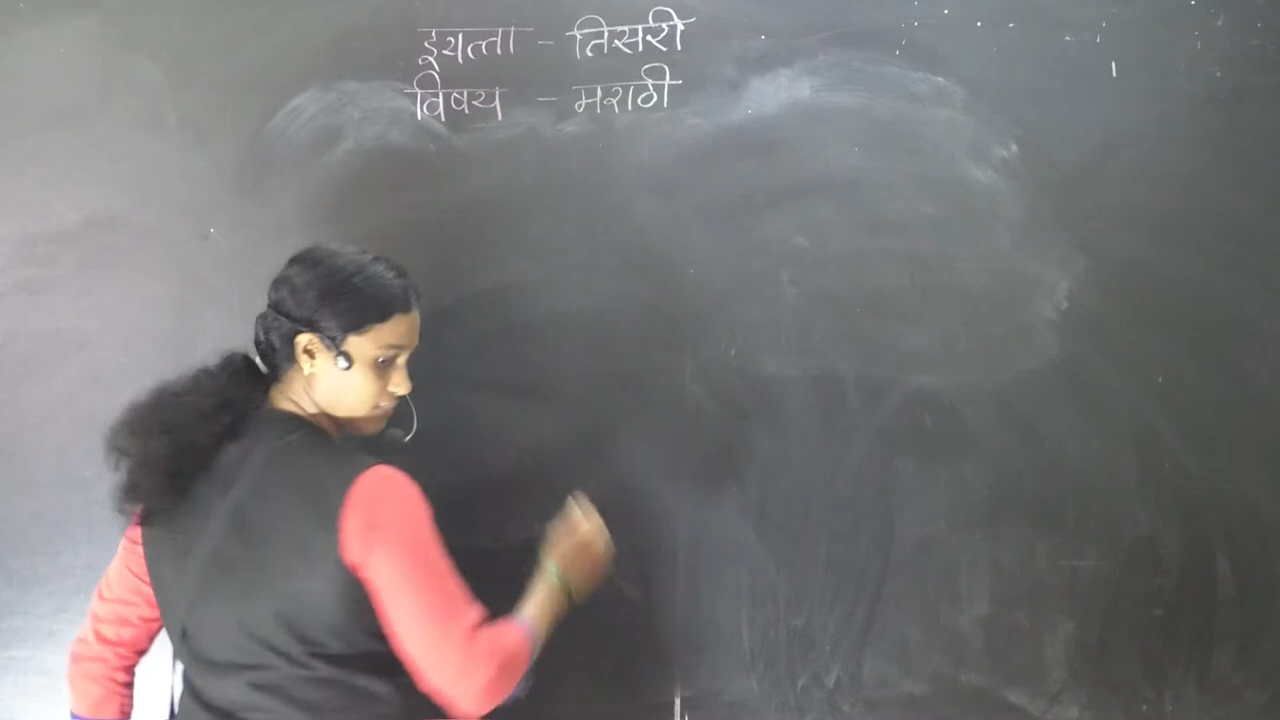 इयत्ता - तिसरी
विषय - मराठी